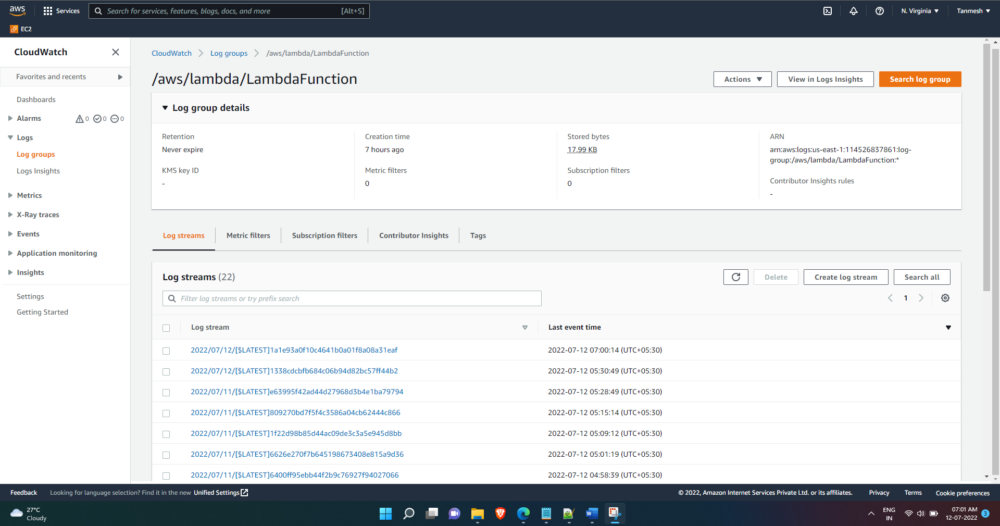 aws
Services
Search for services, features, blogs, docs, and more
[Alt+S]
N. Virginia
Tanmesh
EC2
CloudWatch
Favorites and recents
Dashboards
Alarms
0
0
0
Logs
Log groups
Logs Insights
Metrics
X-Ray traces
Events
Application monitoring
Insights
Settings
Getting Started
CloudWatch
Log groups
/aws/lambda/LambdaFunction
/aws/lambda/LambdaFunction
Actions
View in Logs Insights
Search log group
Log group details
Retention
Never expire
KMS key ID
-
Creation time
7 hours ago
Metric filters
0
Stored bytes
17.99 KB
Subscription filters
0
ARN
arn:aws:logs:us-east-1:114526837861:log-
group:/aws/lambda/LambdaFunction:*
Contributor Insights rules
-
Log streams
Metric filters
Subscription filters
Contributor Insights
Tags
Log streams (22)
Delete
Create log stream
Search all
Filter log streams or try prefix search
1
Log stream
Last event time
2022/07/12/[$LATEST]1a1e93a0f10c4641b0a01f8a08a31eaf
2022-07-12 07:00:14 (UTC+05:30)
2022/07/12/[$LATEST]1338cdcbfb684c06b94d82bc57ff44b2
2022-07-12 05:30:49 (UTC+05:30)
2022/07/11/[$LATEST]e63995f42ad44d27968d3b4e1ba79794
2022-07-12 05:28:49 (UTC+05:30)
2022/07/11/[$LATEST]809270bd7f5f4c3586a04cb62444c866
2022-07-12 05:15:14 (UTC+05:30)
2022/07/11/[$LATEST]1f22d98b85d44ac09de3c3a5e945d8bb
2022-07-12 05:09:12 (UTC+05:30)
2022/07/11/[$LATEST]6626e270f7b645198673408e815a9d36
2022-07-12 05:01:19 (UTC+05:30)
2022/07/11/[$LATEST]6400ff95ebb44f2b9c76927f94027066
2022-07-12 04:58:39 (UTC+05:30)
Feedback
Looking for language selection? Find it in the new Unified Settings
© 2022, Amazon Internet Services Private Ltd. or its affiliates.
Privacy
Terms
Cookie preferences
27°C
Cloudy
W
ENG
IN
07:01 AM
12-07-2022
3